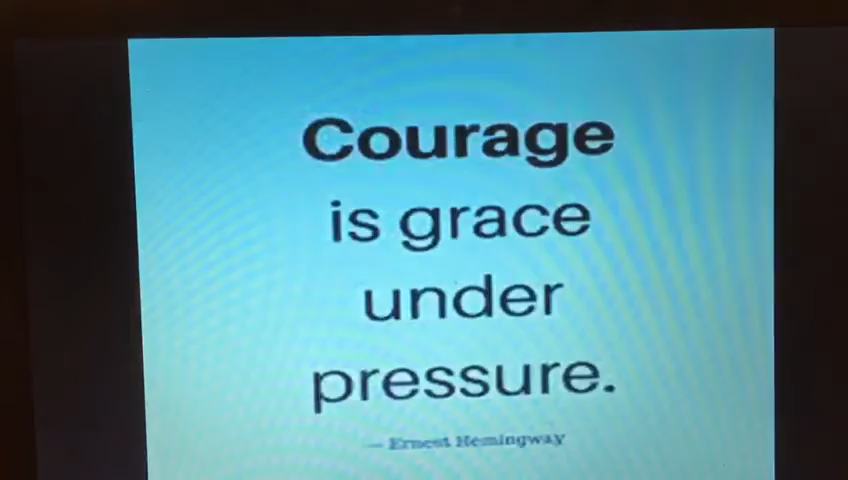 Courage
is grace
under
pressure.
— Ernest Hemingway